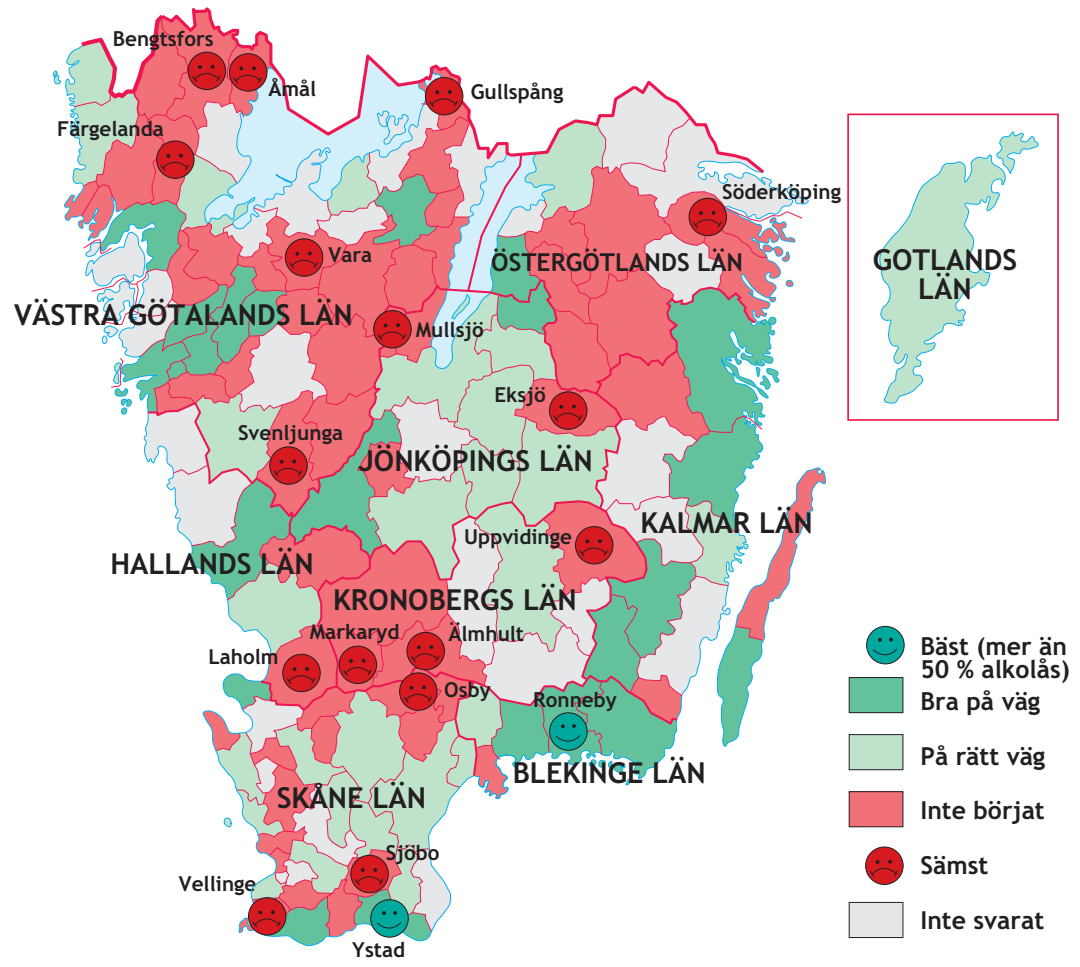 Bengtsfors
Åmål
Gullspång
Färgelanda
Söderköping
Vara
ÖSTERGÖTLANDS LÄN
GOTLANDS
LÄN
VÄSTRA GÖTALANDS LÄN
Mullsjö
Eksjö
Svenljunga
JÖNKÖPINGS LÄN
KALMAR LÄN
Uppvidinge
HALLANDS LÄN
KRONOBERGS LÄN
Markaryd
Älmhult
Laholm
Osby
Ronneby
BLEKINGE LÄN
SKÅNE LÄN
Sjöbo
Vellinge
Ystad
Bäst (mer än
50 % alkolås)
Bra på väg
På rätt väg
Inte börjat
Sämst
Inte svarat